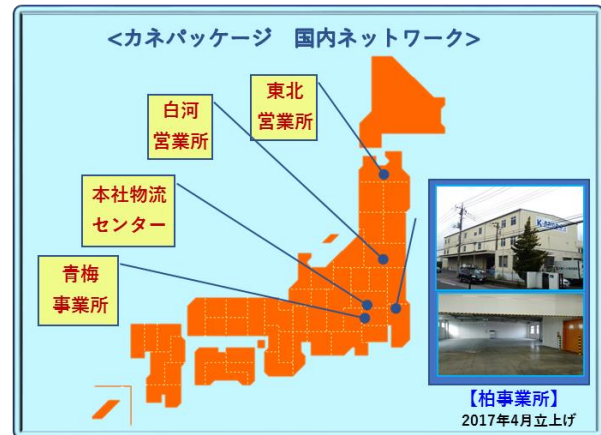 <カネパッケージ　国内ネットワーク>
東北
営業所
白河
営業所
本社物流
センター
青梅
事業所
【柏事業所】
2017年4月立上げ